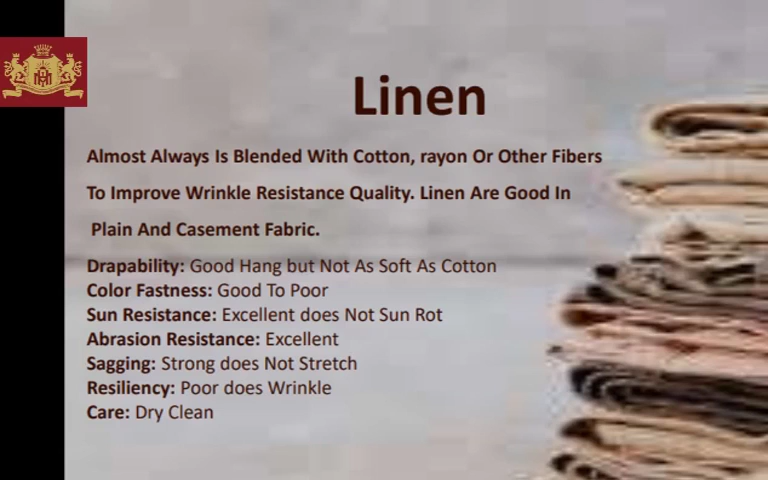 Linen
Almost Always Is Blended With Cotton, rayon Or Other Fibers
To Improve Wrinkle Resistance Quality. Linen Are Good In
Plain And Casement Fabric.
Drapability: Good Hang but Not As Soft As Cotton
Color Fastness: Good To Poor
Sun Resistance: Excellent does Not Sun Rot
Abrasion Resistance: Excellent
Sagging: Strong does Not Stretch
Resiliency: Poor does Wrinkle
Care: Dry Clean